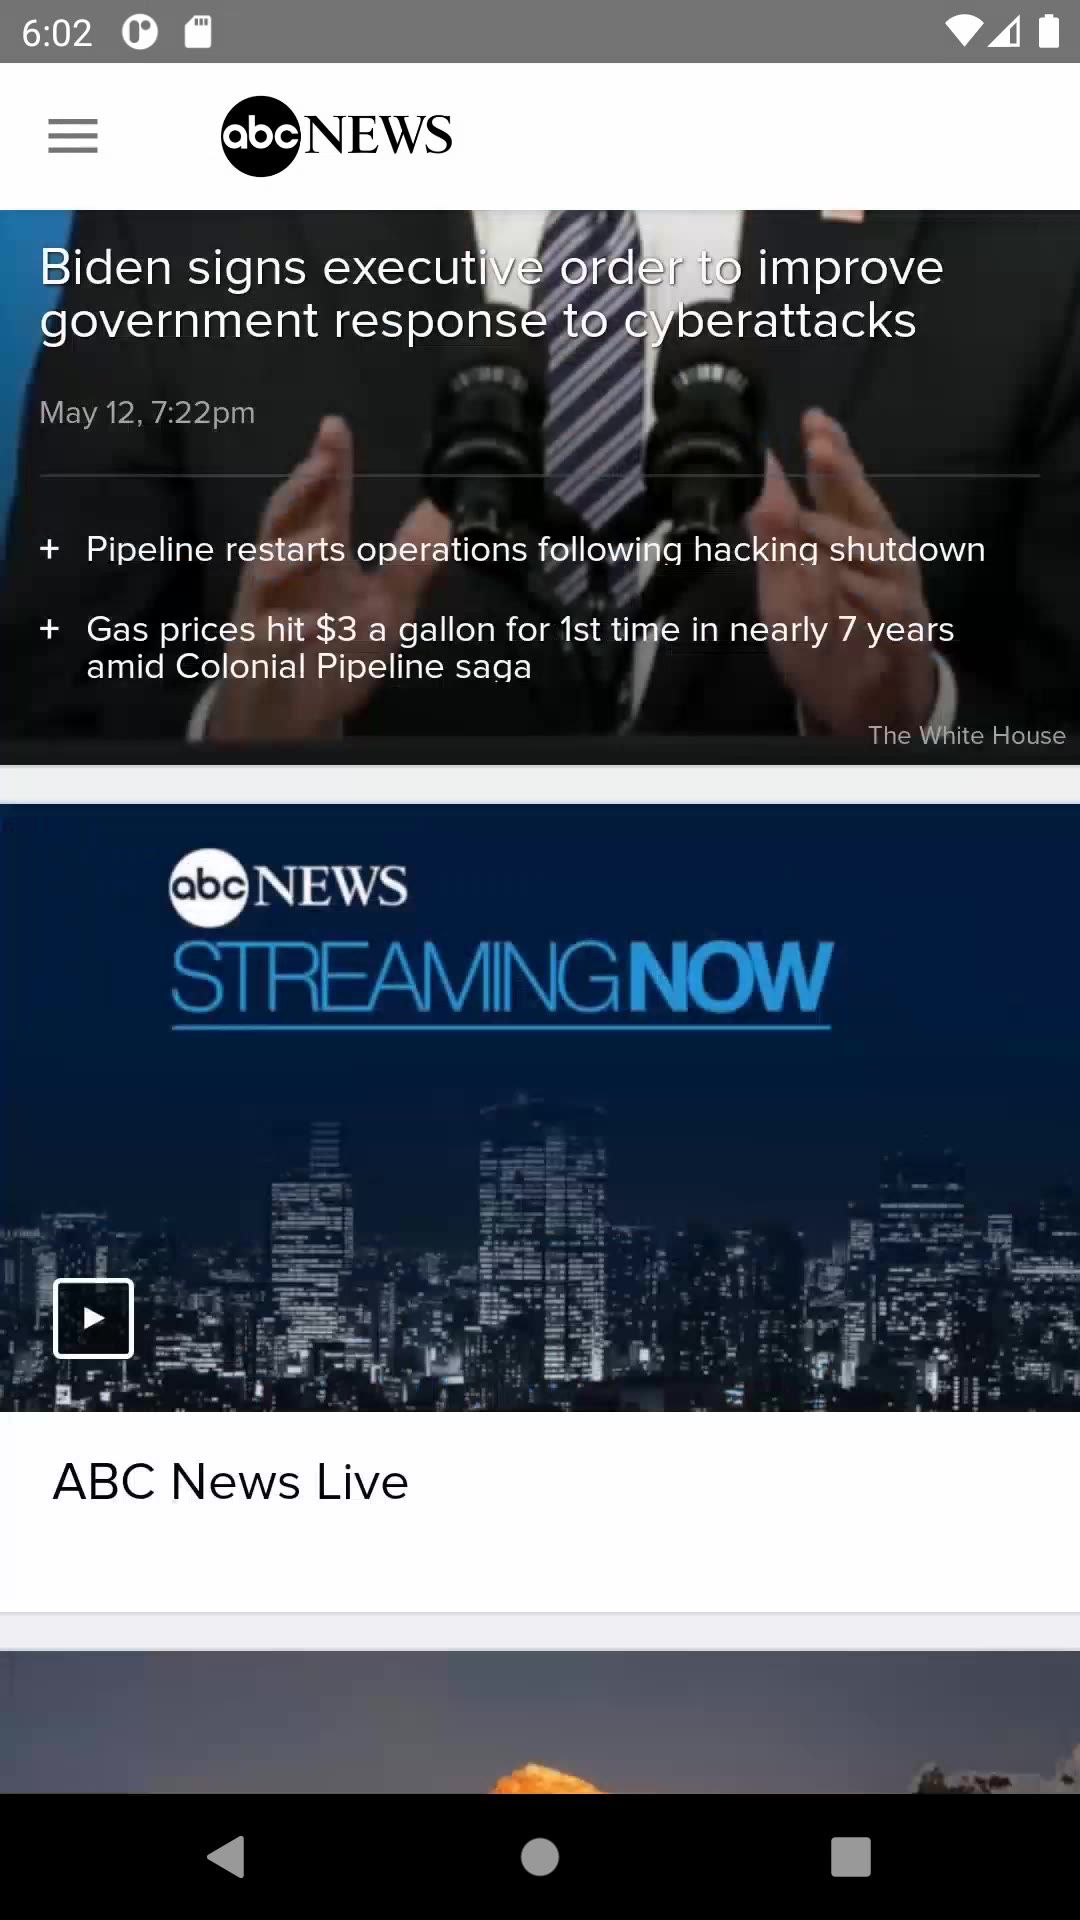 6:02
abc NEWS
Biden signs executive order to improve
government response to cyberattacks
May 12, 7:22pm
+ Pipeline restarts operations following hacking shutdown
+ Gas prices hit $3 a gallon for 1st time in nearly 7 years
amid Colonial Pipeline saga
The White House
abc NEWS
STREAMING NOW
ABC News Live